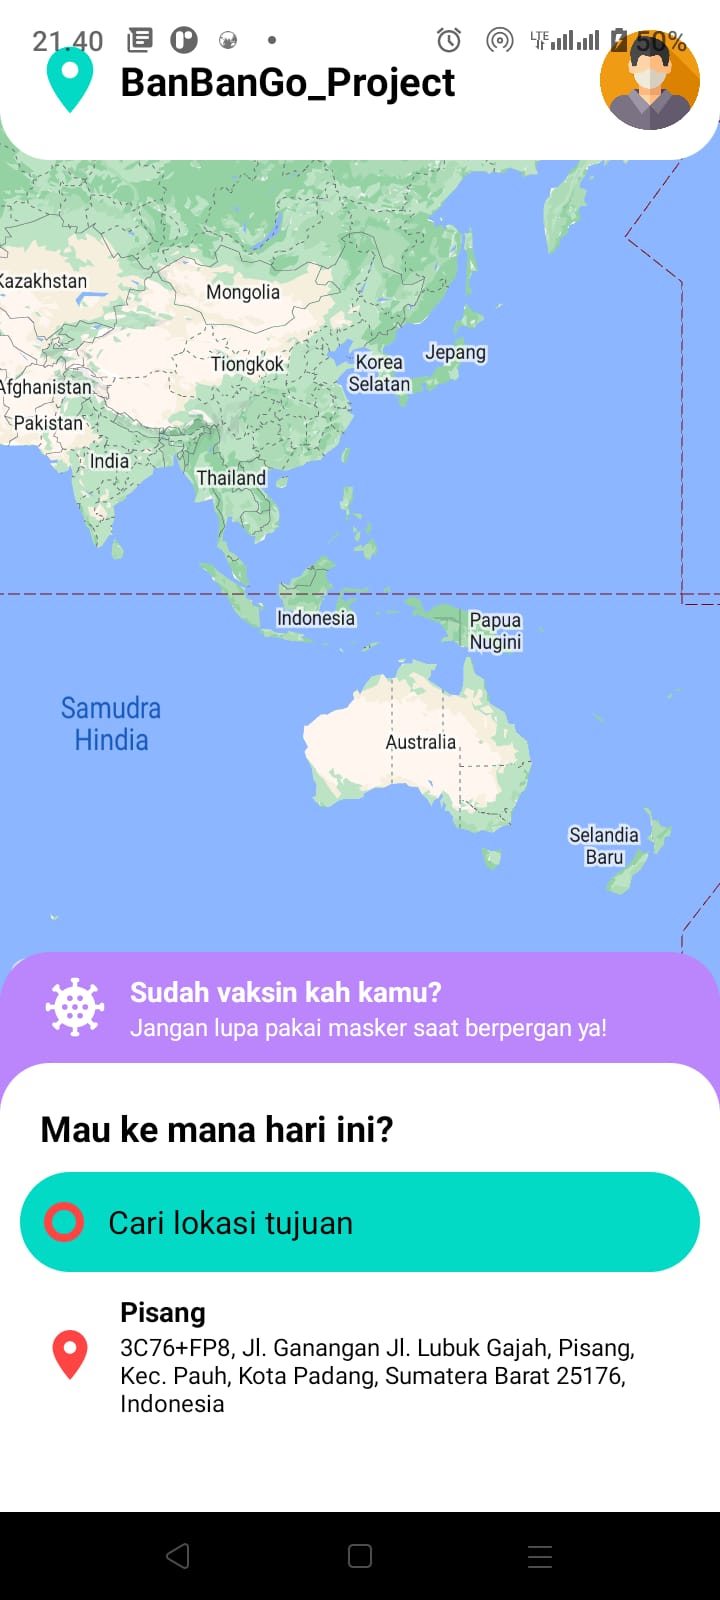 21.40 LTE 50%
BanBanGo_Project
Kazakhstan
Mongolia
Tiongkok
Korea
Selatan
Jepang
Afghanistan
Pakistan
India
Thailand
Indonesia
Papua
Nugini
Samudra
Hindia
Australia
Selandia
Baru
Sudah vaksin kah kamu?
Jangan lupa pakai masker saat berpergan ya!
Mau ke mana hari ini?
Cari lokasi tujuan
Pisang
3C76+FP8, Jl. Ganangan Jl. Lubuk Gajah, Pisang,
Kec. Pauh, Kota Padang, Sumatera Barat 25176,
Indonesia